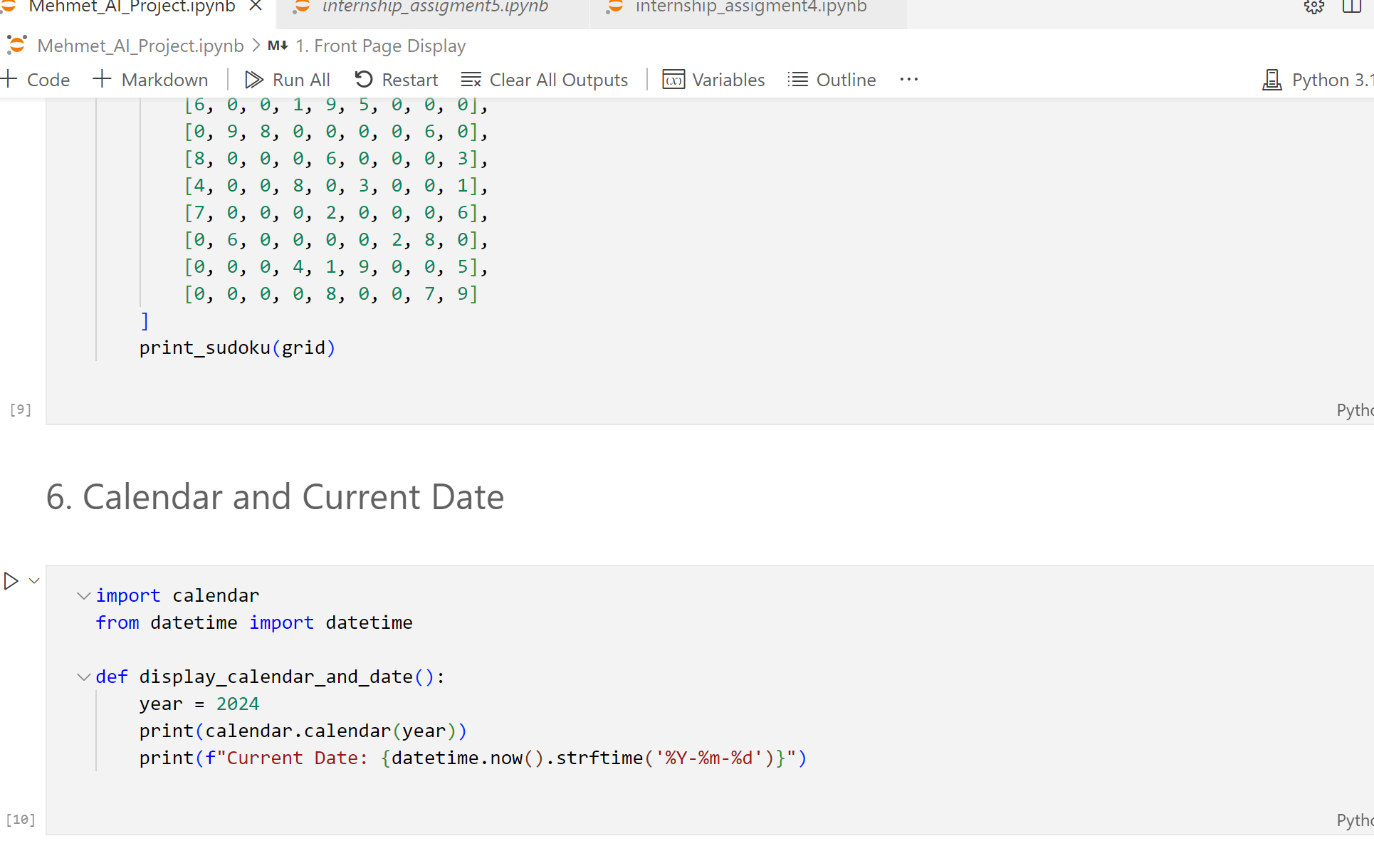 Mehmet_AI_Project.ipynb × internship_assigment5.ipynb internship_assigment4.ipynb
Mehmet_AI_Project.ipynb > M↓ 1. Front Page Display
+ Code + Markdown | Run All Restart Clear All Outputs | Variables Outline ··· Python 3.1
[6, 0, 0, 1, 9, 5, 0, 0, 0],
[0, 9, 8, 0, 0, 0, 0, 6, 0],
[8, 0, 0, 0, 6, 0, 0, 0, 3],
[4, 0, 0, 8, 0, 3, 0, 0, 1],
[7, 0, 0, 0, 2, 0, 0, 0, 6],
[0, 6, 0, 0, 0, 0, 2, 8, 0],
[0, 0, 0, 4, 1, 9, 0, 0, 5],
[0, 0, 0, 0, 8, 0, 0, 7, 9]
]
print_sudoku(grid)
[9] Pytho
6. Calendar and Current Date
import calendar
from datetime import datetime
def display_calendar_and_date():
year = 2024
print(calendar.calendar(year))
print(f"Current Date: {datetime.now().strftime('%Y-%m-%d')}")
[10] Pytho